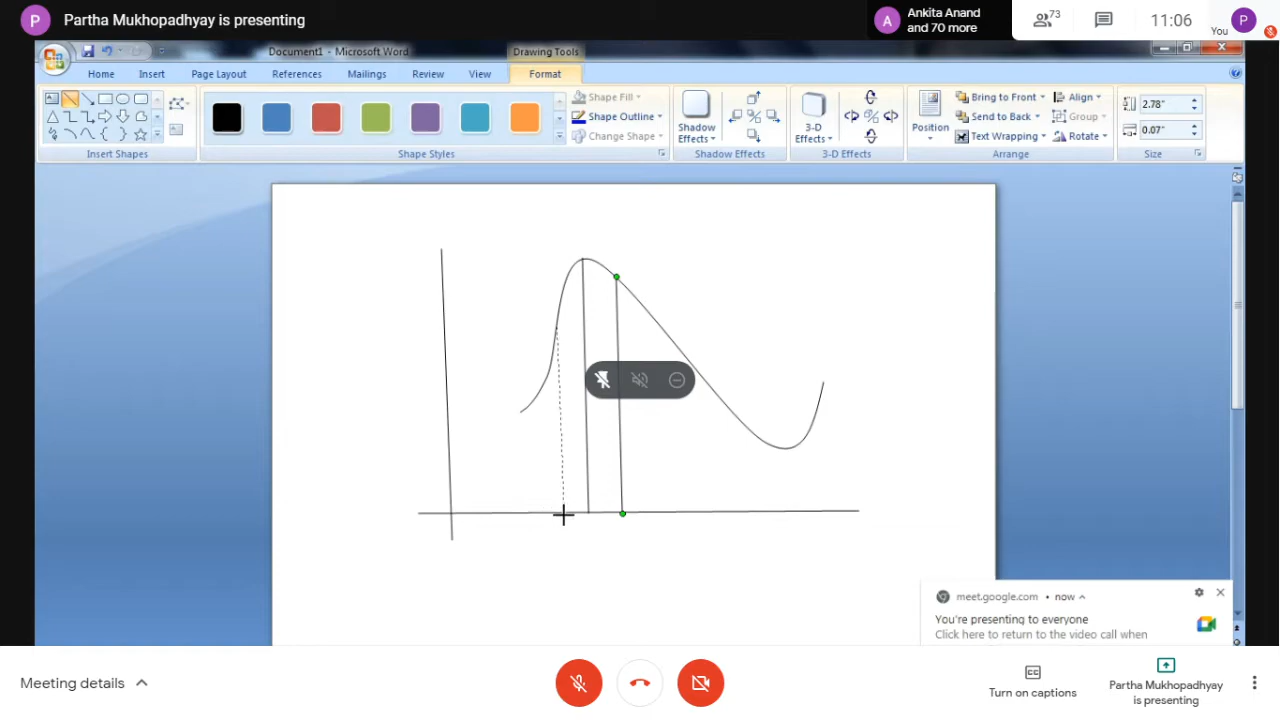 P Partha Mukhopadhyay is presenting
A Ankita Anand
and 70 more
73
11:06
You
P
Document1 - Microsoft Word
Drawing Tools
Home Insert Page Layout References Mailings Review View Format
Shape Fill
Shape Outline
Change Shape
Shadow
Effects
3-D
Effects
Position
Bring to Front
Send to Back
Text Wrapping
Align
Group
Rotate
2.78"
0.07"
Insert Shapes
Shape Styles
Shadow Effects
3-D Effects
Arrange
Size
meet.google.com • now
You're presenting to everyone
Click here to return to the video call when
Meeting details
CC
Turn on captions
Partha Mukhopadhyay
is presenting